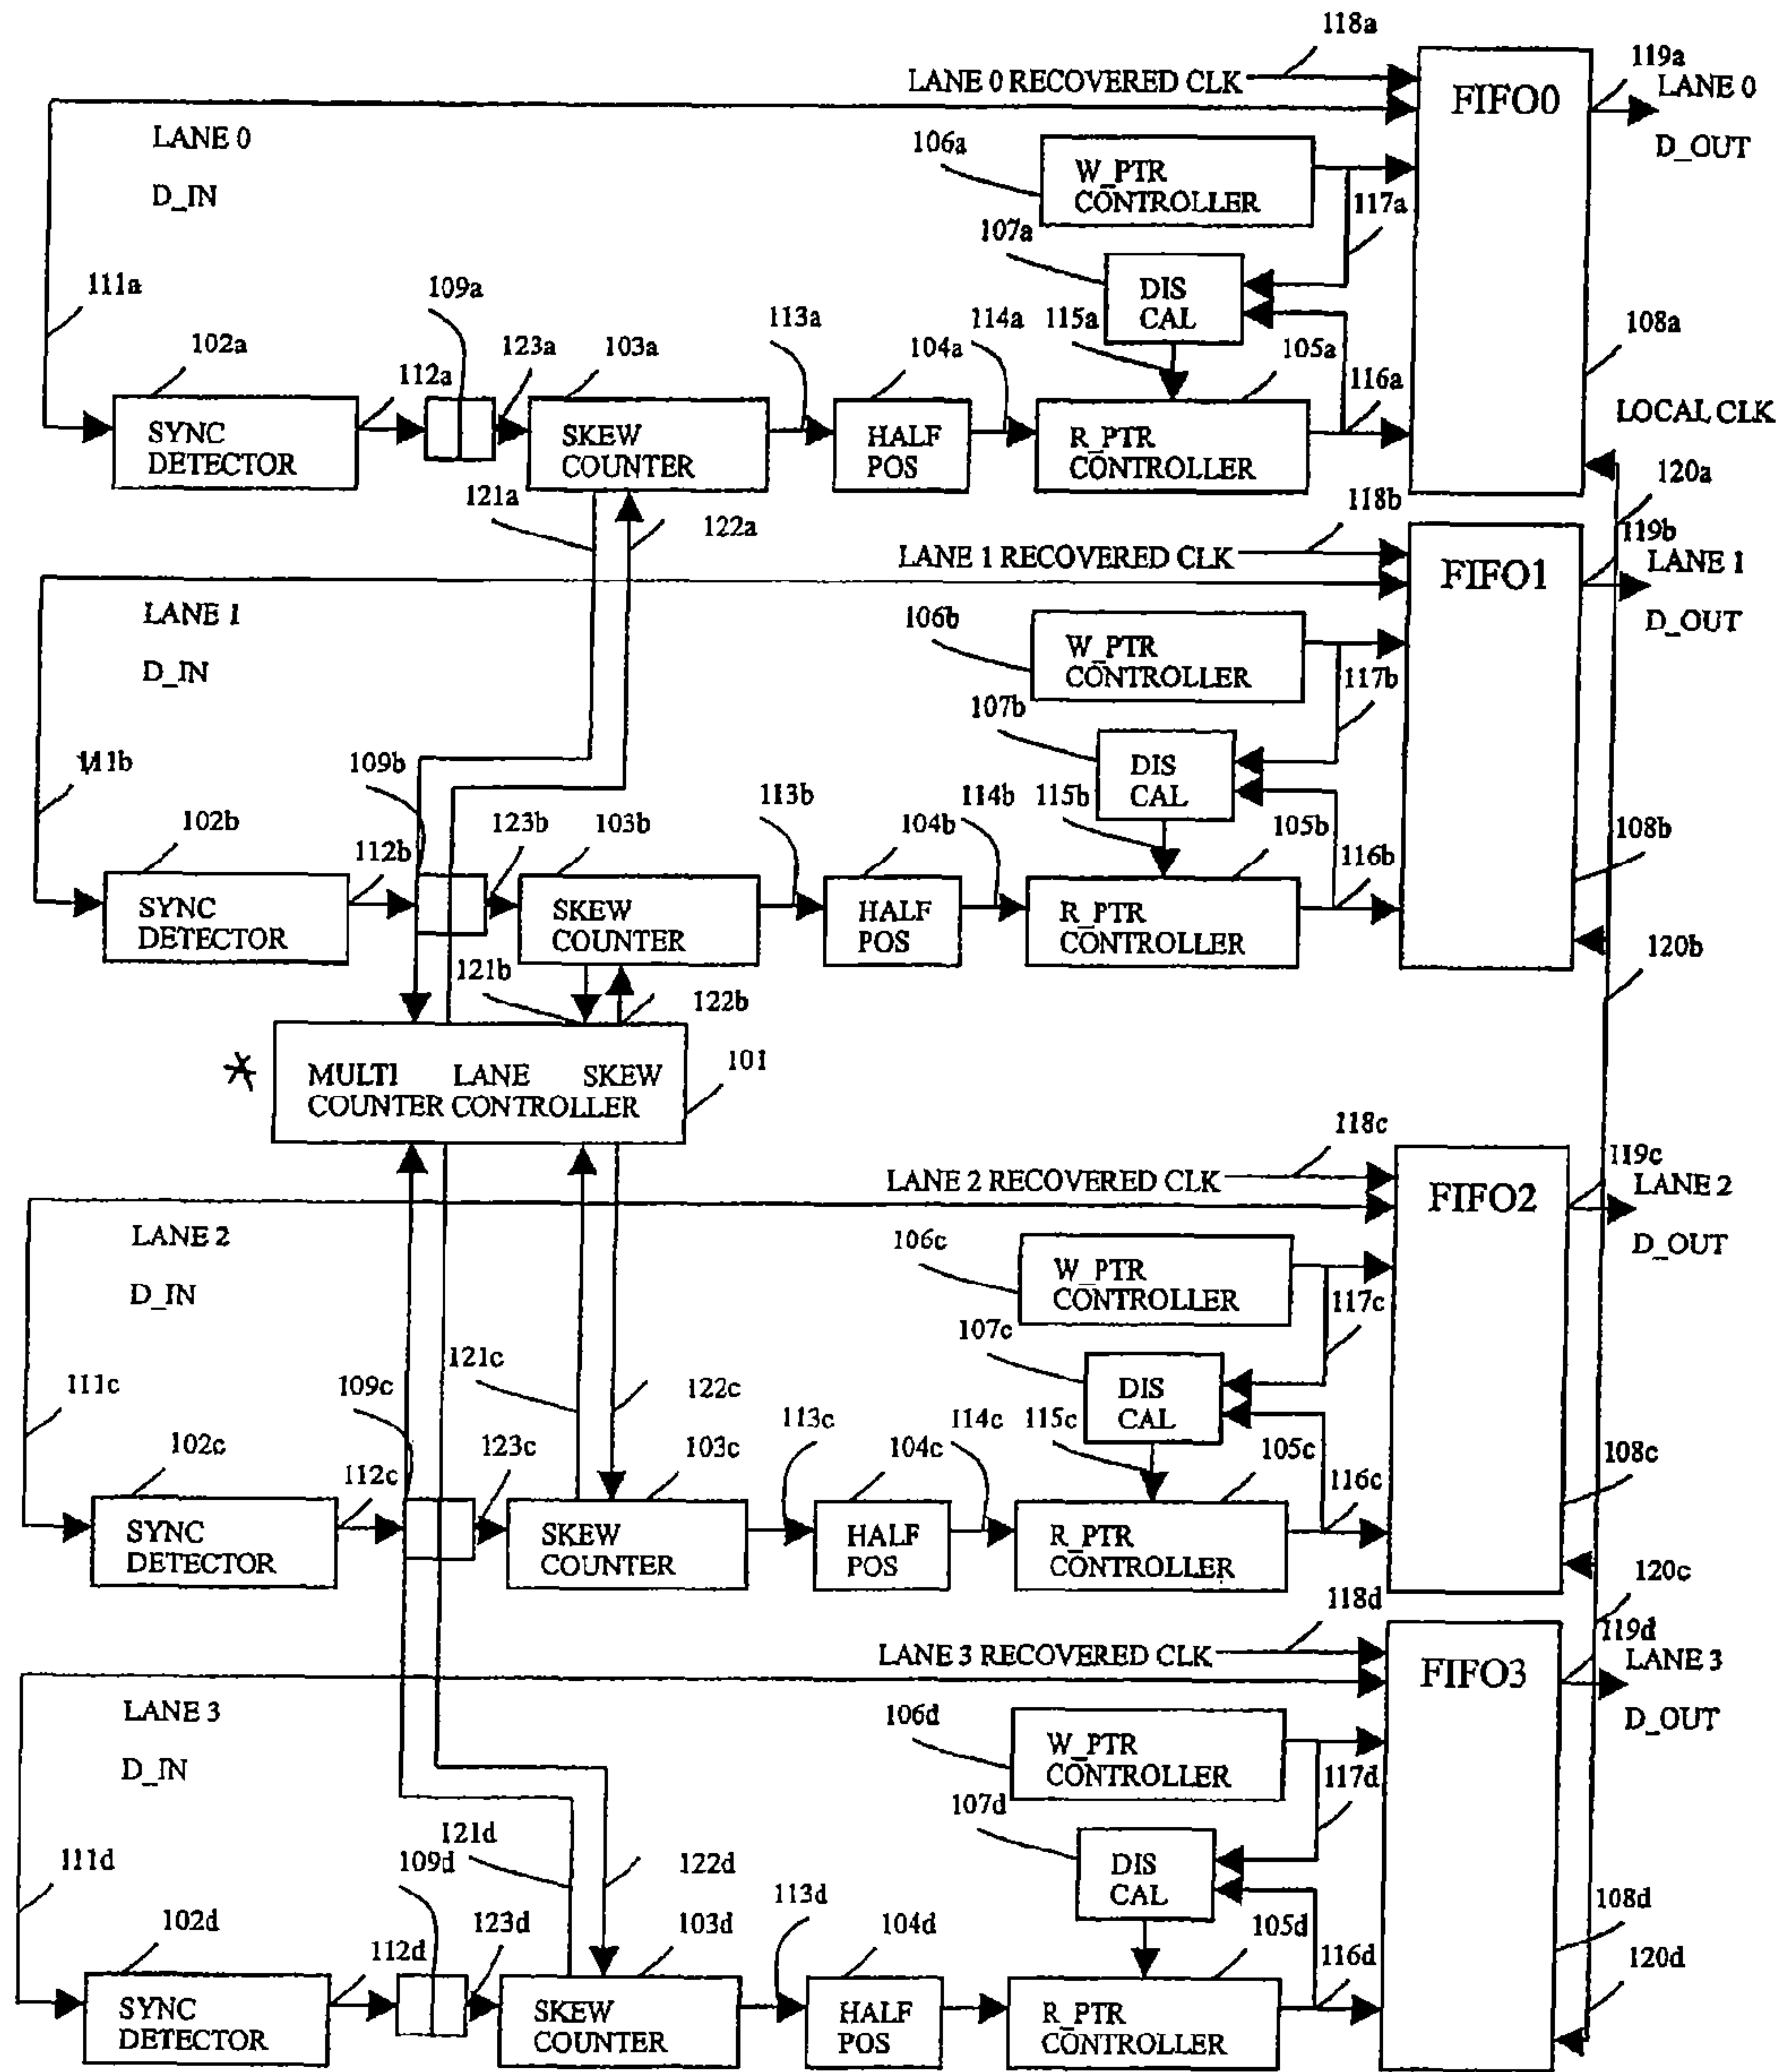 118a
119a
LANE 0 RECOVERED CLK
FIFO0
LANE 0
D_OUT
LANE 0
D_IN
106a
W_PTR
CONTROLLER
117a
107a
DIS
CAL
111a
109a
102a
112a
123a
103a
113a
104a
114a
115a
105a
116a
108a
LOCAL CLK
SYNC
DETECTOR
SKEW
COUNTER
HALF
POS
R_PTR
CONTROLLER
120a
121a
122a
118b
119b
LANE 1 RECOVERED CLK
FIFO1
LANE 1
D_OUT
LANE 1
D_IN
106b
W_PTR
CONTROLLER
117b
107b
DIS
CAL
111b
109b
102b
112b
123b
103b
113b
104b
114b
115b
105b
116b
108b
SYNC
DETECTOR
SKEW
COUNTER
HALF
POS
R_PTR
CONTROLLER
120b
121b
122b
*
MULTI LANE SKEW
COUNTER CONTROLLER
101
118c
119c
LANE 2 RECOVERED CLK
FIFO2
LANE 2
D_OUT
LANE 2
D_IN
106c
W_PTR
CONTROLLER
117c
107c
DIS
CAL
111c
109c
121c
122c
102c
112c
123c
103c
113c
104c
114c
115c
105c
116c
108c
SYNC
DETECTOR
SKEW
COUNTER
HALF
POS
R_PTR
CONTROLLER
120c
118d
119d
LANE 3 RECOVERED CLK
FIFO3
LANE 3
D_OUT
LANE 3
D_IN
106d
W_PTR
CONTROLLER
117d
107d
DIS
CAL
111d
109d
121d
122d
102d
112d
123d
103d
113d
104d
105d
116d
108d
120d
SYNC
DETECTOR
SKEW
COUNTER
HALF
POS
R_PTR
CONTROLLER